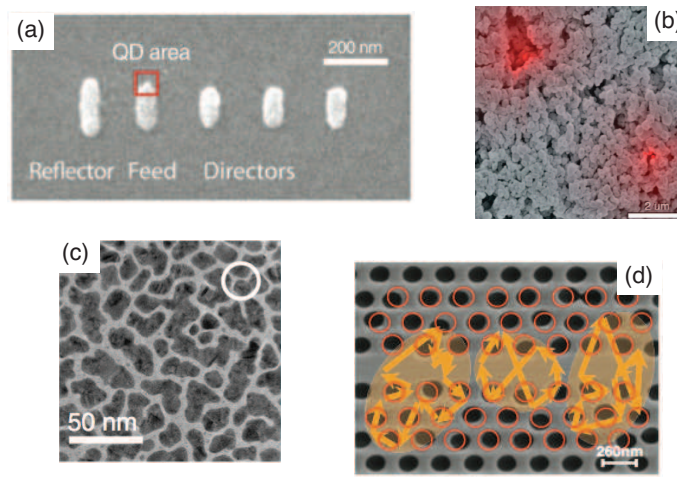 (a)
QD area
200 nm
Reflector Feed Directors
(b)
2 um
(c)
50 nm
(d)
260nm